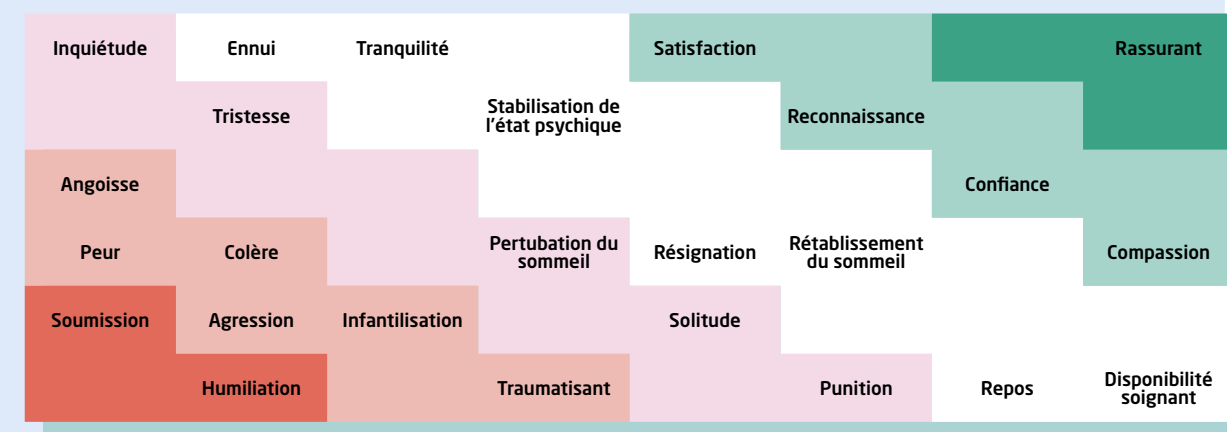 Inquiétude Ennui Tranquilité Satisfaction Rassurant
Tristesse Stabilisation de
l'état psychique Reconnaissance
Angoisse Confiance
Peur Colère Pertubation du
sommeil Résignation Rétablissement
du sommeil Compassion
Soumission Agression Infantilisation Solitude
Humiliation Traumatisant Punition Repos Disponibilité
soignant